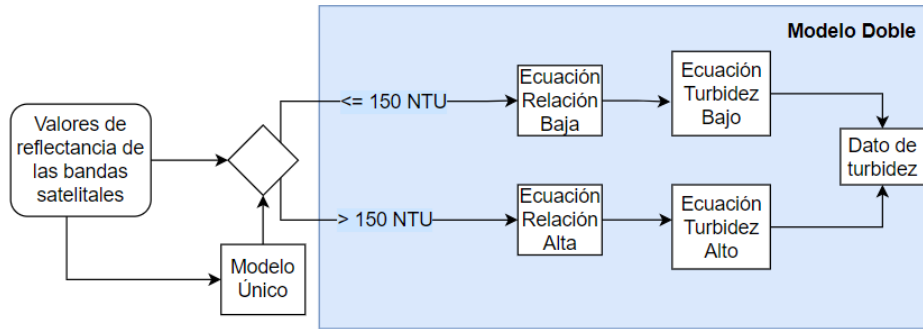 Modelo Doble
Valores de
reflectancia de
las bandas
satelitales
Modelo
Único
<= 150 NTU
Ecuación
Relación
Baja
Ecuación
Turbidez
Bajo
> 150 NTU
Ecuación
Relación
Alta
Ecuación
Turbidez
Alto
Dato de
turbidez